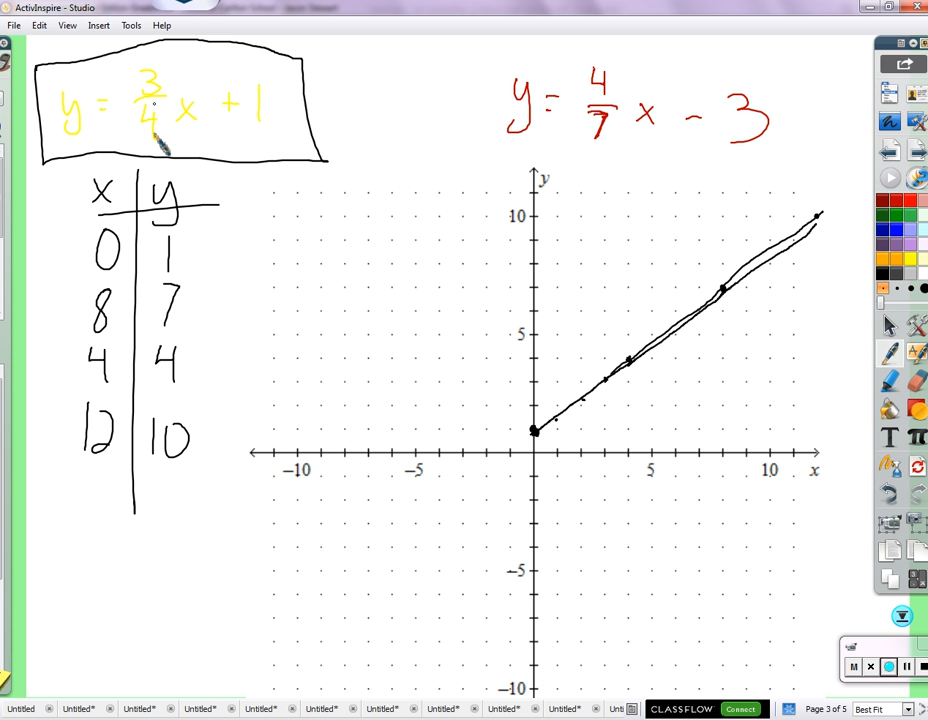 ActivInspire - Studio
File Edit View Insert Tools Help
y = 3/4 x + 1
y = 4/7 x - 3
x y
0 1
8 7
4 4
12 10
y
10
5
−10 −5 5 10 x
−5
−10
Untitled Untitled* Untitled* Untitled* Untitled* Untitled* Untitled* Untitled* Untitled* Unti CLASSFLOW Connect Page 3 of 5 Best Fit
M